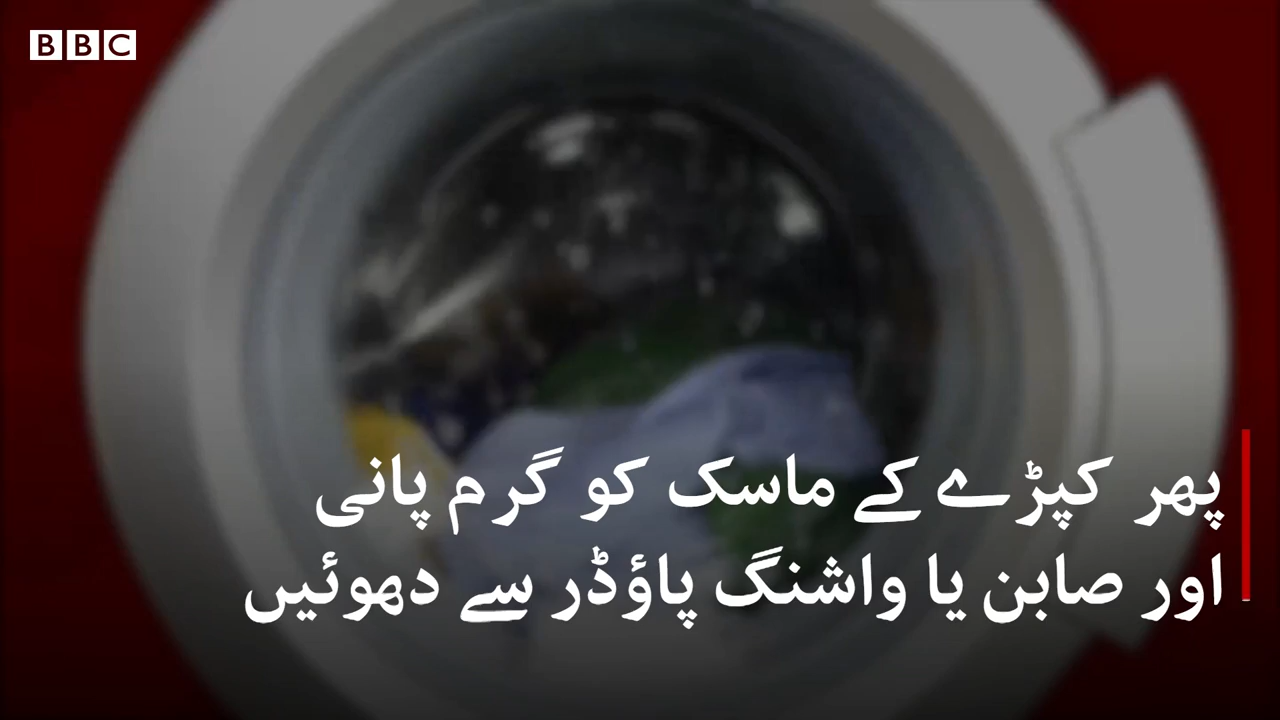 BBC
پھر کپڑے کے ماسک کو گرم پانی
اور صابن یا واشنگ پاؤڈر سے دھوئیں